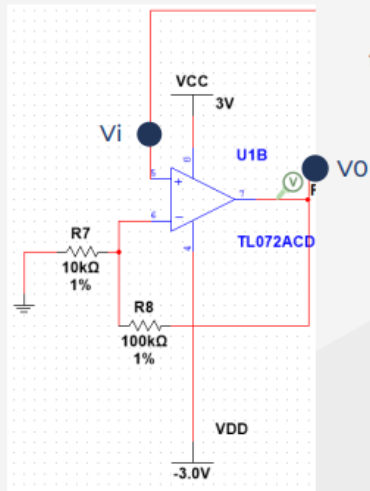 VCC
3V
Vi
U1B
5
+
8
7
V
V0
6
−
4
TL072ACD
R7
10kΩ
1%
R8
100kΩ
1%
VDD
-3.0V